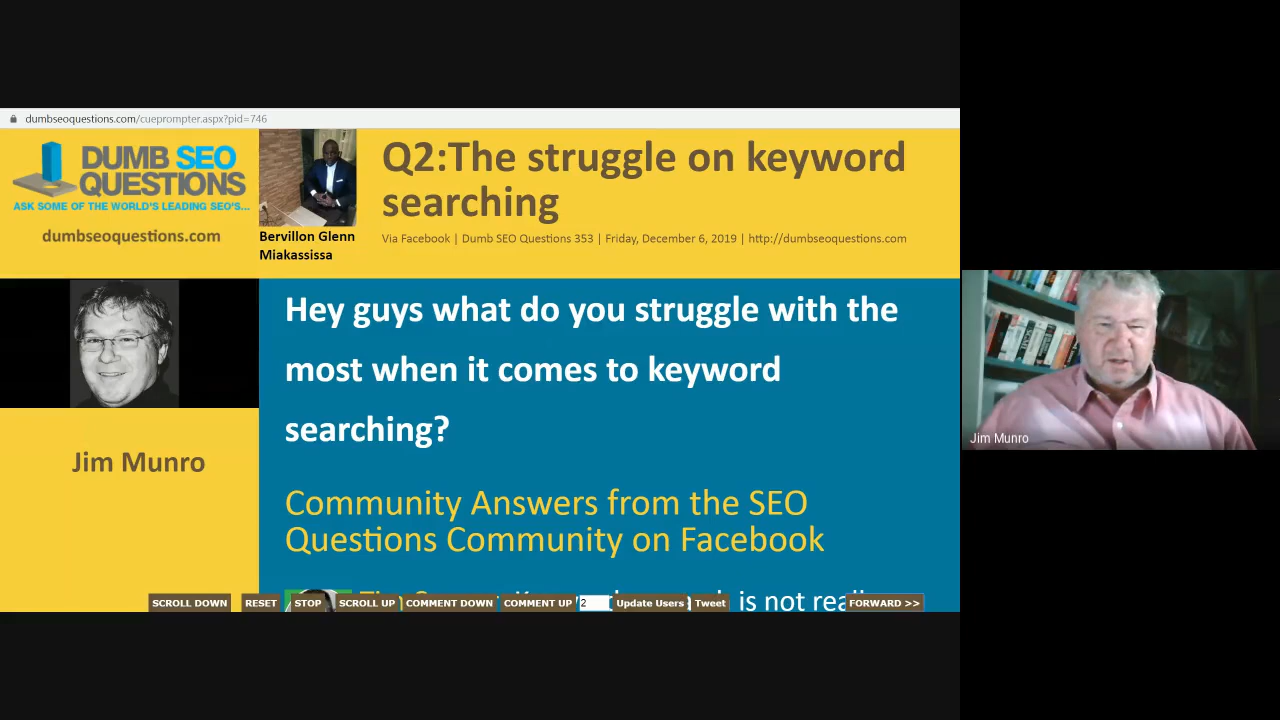 dumbseoquestions.com/cueprompter.aspx?pid=746
DUMB SEO
QUESTIONS
ASK SOME OF THE WORLD'S LEADING SEO'S...
dumbseoquestions.com
Bervillon Glenn
Miakassissa
Q2:The struggle on keyword
searching
Via Facebook | Dumb SEO Questions 353 | Friday, December 6, 2019 | http://dumbseoquestions.com
Jim Munro
Hey guys what do you struggle with the
most when it comes to keyword
searching?
Community Answers from the SEO
Questions Community on Facebook
is not really
SCROLL DOWN RESET STOP SCROLL UP COMMENT DOWN COMMENT UP 2 Update Users Tweet FORWARD >>
Jim Munro